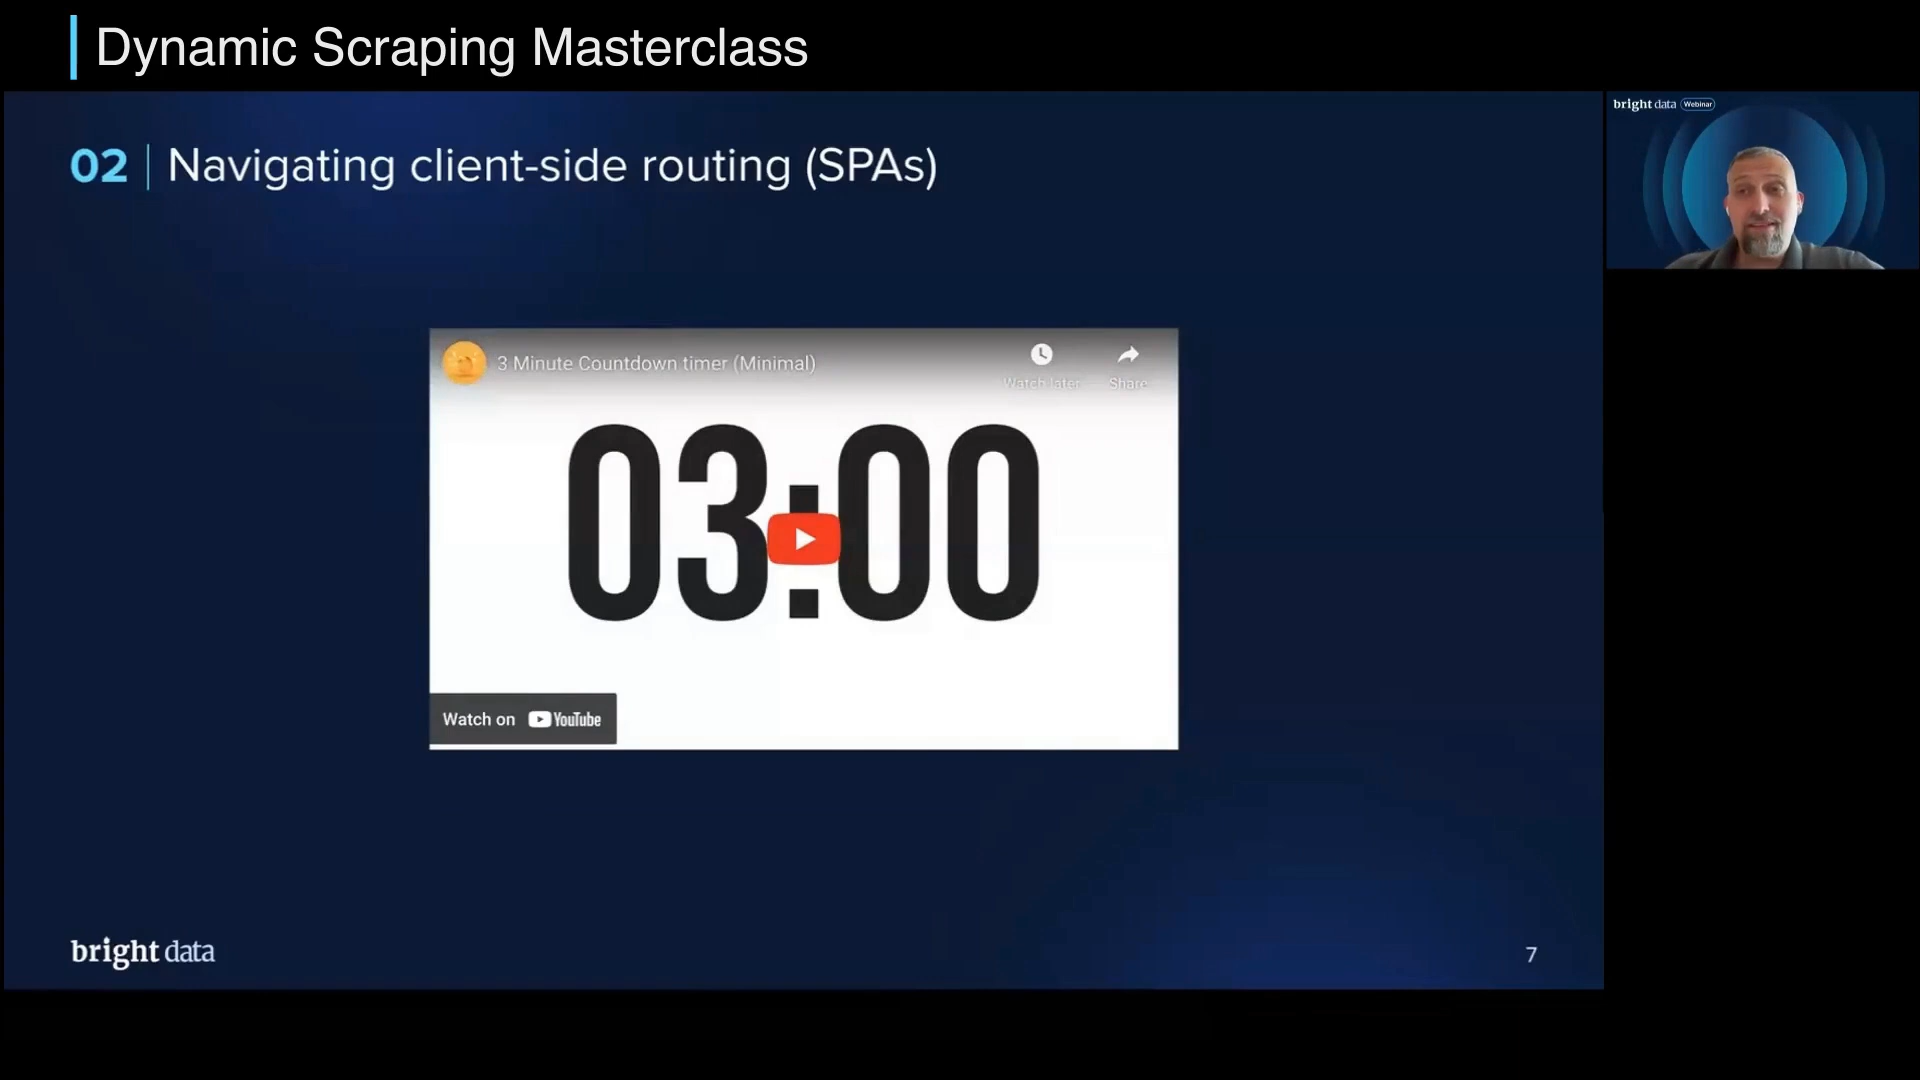 Dynamic Scraping Masterclass
bright data Webinar
02 | Navigating client-side routing (SPAs)
3 Minute Countdown timer (Minimal)
Watch later
Share
03:00
Watch on YouTube
bright data
7